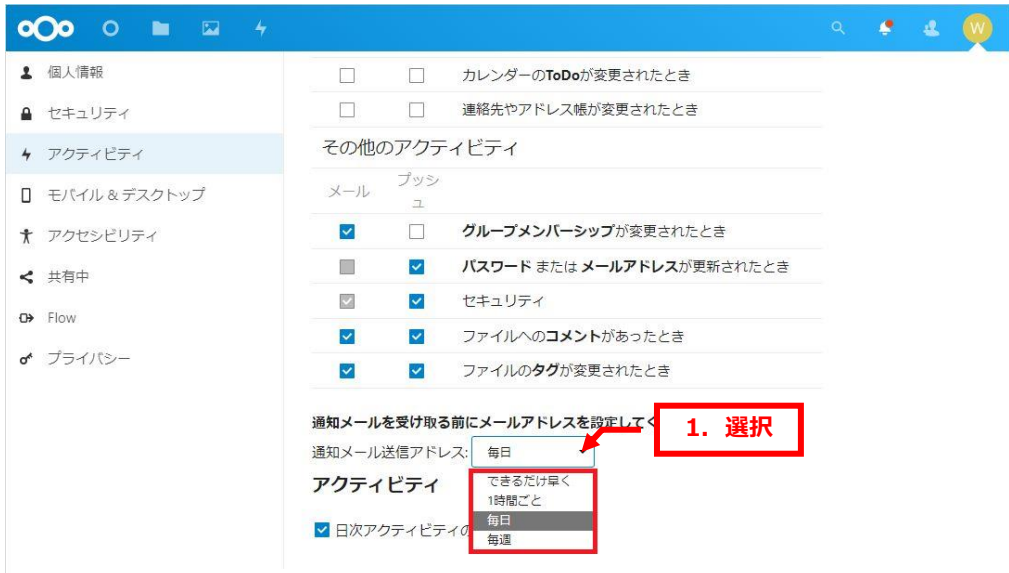 W
個人情報
セキュリティ
アクティビティ
モバイル & デスクトップ
アクセシビリティ
共有中
Flow
プライバシー
カレンダーのToDoが変更されたとき
連絡先やアドレス帳が変更されたとき
その他のアクティビティ
メール
プッシ
ュ
グループメンバーシップが変更されたとき
パスワード または メールアドレスが更新されたとき
セキュリティ
ファイルへのコメントがあったとき
ファイルのタグが変更されたとき
通知メールを受け取る前にメールアドレスを設定してく
1. 選択
通知メール送信アドレス: 毎日
できるだけ早く
1時間ごと
毎日
毎週
アクティビティ
日次アクティビティの